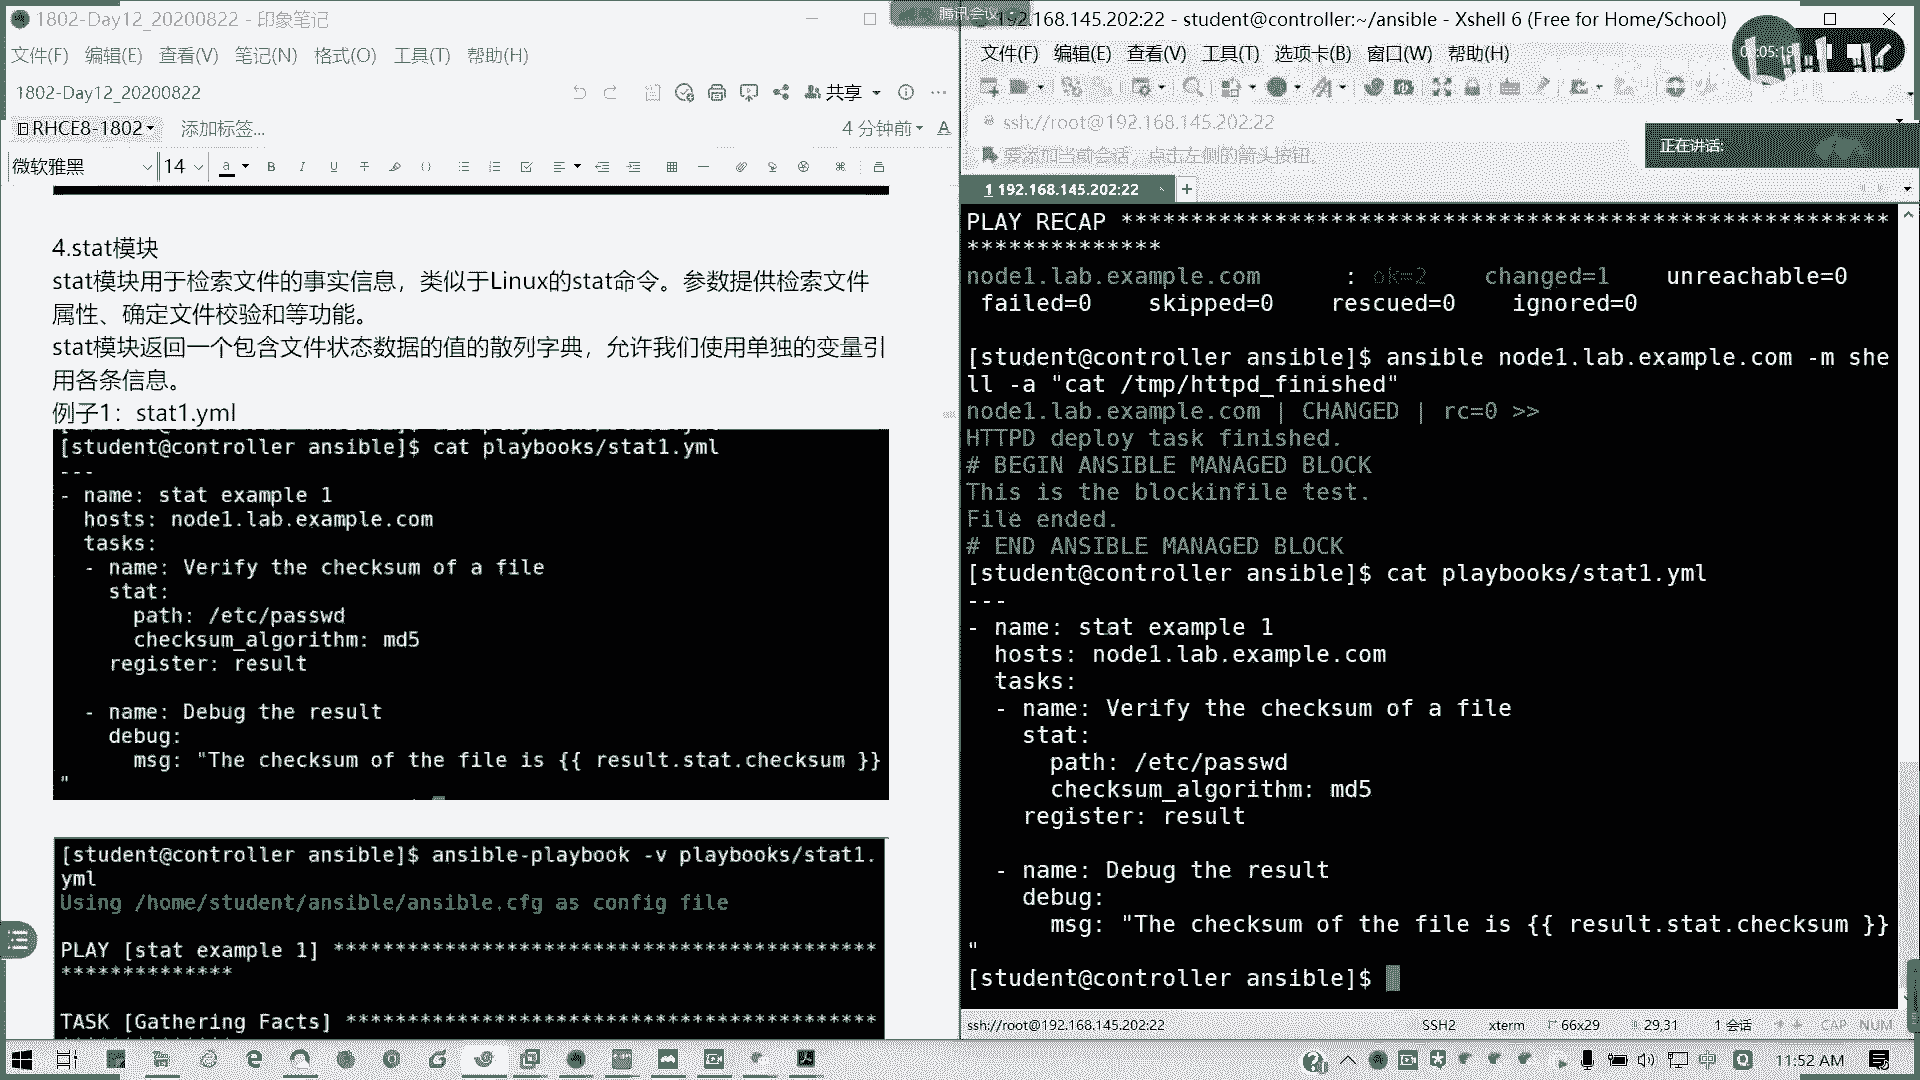 1802-Day12_20200822 - 印象笔记
文件(F) 编辑(E) 查看(V) 笔记(N) 格式(O) 工具(T) 帮助(H)
1802-Day12_20200822
共享
RHCE8-1802
添加标签...
4 分钟前
微软雅黑
14
4.stat模块
stat模块用于检索文件的事实信息，类似于Linux的stat命令。参数提供检索文件
属性、确定文件校验和等功能。
stat模块返回一个包含文件状态数据的值的散列字典，允许我们使用单独的变量引
用各条信息。
例子1：stat1.yml
[student@controller ansible]$ cat playbooks/stat1.yml
---
- name: stat example 1
  hosts: node1.lab.example.com
  tasks:
  - name: Verify the checksum of a file
    stat:
      path: /etc/passwd
      checksum_algorithm: md5
    register: result
  - name: Debug the result
    debug:
      msg: "The checksum of the file is {{ result.stat.checksum }}
"
[student@controller ansible]$ ansible-playbook -v playbooks/stat1.
yml
Using /home/student/ansible/ansible.cfg as config file
PLAY [stat example 1] ********************************************
**************
TASK [Gathering Facts] *******************************************
腾讯会议
192.168.145.202:22 - student@controller:~/ansible - Xshell 6 (Free for Home/School)
文件(F) 编辑(E) 查看(V) 工具(T) 选项卡(B) 窗口(W) 帮助(H)
ssh://root@192.168.145.202:22
要添加当前会话，点击左侧的箭头按钮。
正在讲话:
1 192.168.145.202:22
PLAY RECAP *******************************************************
**************
node1.lab.example.com      : ok=2    changed=1    unreachable=0
 failed=0    skipped=0    rescued=0    ignored=0
[student@controller ansible]$ ansible node1.lab.example.com -m she
ll -a "cat /tmp/httpd_finished"
node1.lab.example.com | CHANGED | rc=0 >>
HTTPD deploy task finished.
# BEGIN ANSIBLE MANAGED BLOCK
This is the blockinfile test.
File ended.
# END ANSIBLE MANAGED BLOCK
[student@controller ansible]$ cat playbooks/stat1.yml
---
- name: stat example 1
  hosts: node1.lab.example.com
  tasks:
  - name: Verify the checksum of a file
    stat:
      path: /etc/passwd
      checksum_algorithm: md5
    register: result
  - name: Debug the result
    debug:
      msg: "The checksum of the file is {{ result.stat.checksum }}
"
[student@controller ansible]$
ssh://root@192.168.145.202:22
SSH2
xterm
66x29
29,31
1 会话
CAP NUM
中
11:52 AM